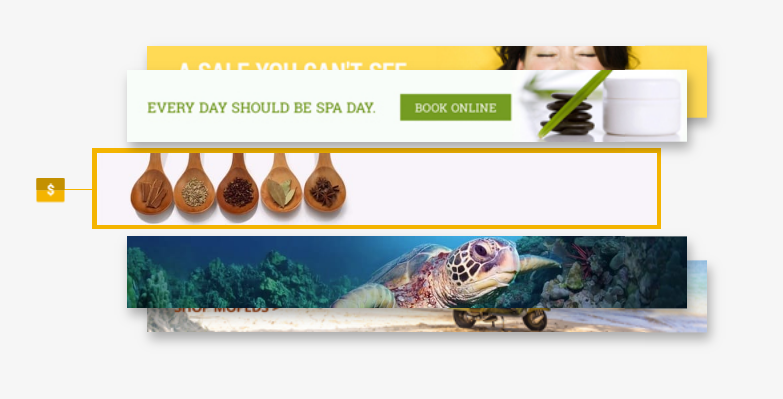 A SALE YOU CAN'T SEE
EVERY DAY SHOULD BE SPA DAY.
BOOK ONLINE
$
SHOP MOPEDS >